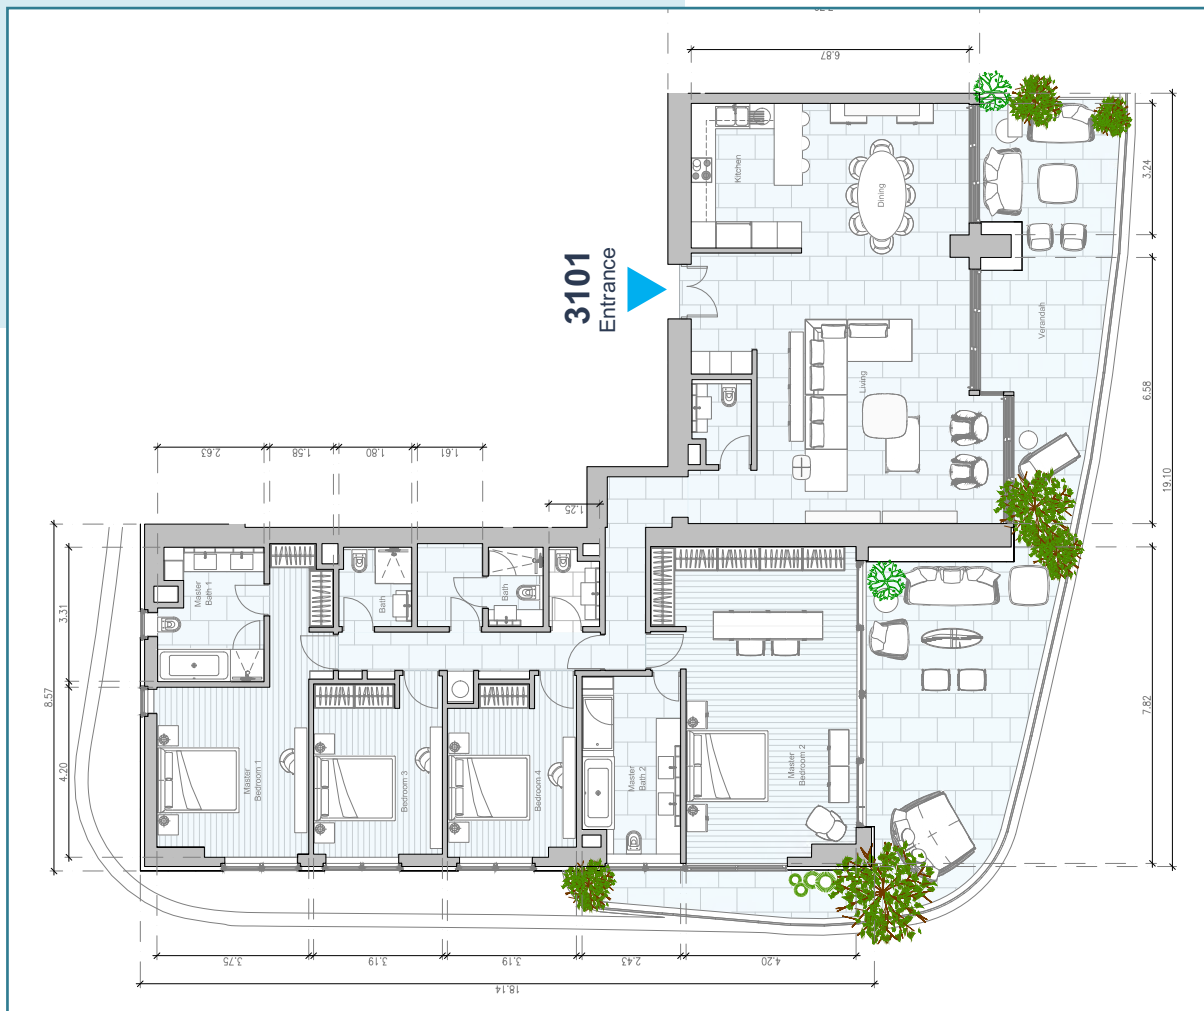 6.87
Kitchen
Dining
3.24
3101
Entrance
Verandah
Living
6.58
19.10
2.63
1.58
1.80
1.61
1.25
Master
Bath 1
Bath
Bath
3.31
8.57
4.20
7.82
Master
Bedroom 1
Bedroom 3
Bedroom 4
Master
Bath 2
Master
Bedroom 2
3.75
3.19
3.19
2.43
4.20
18.14